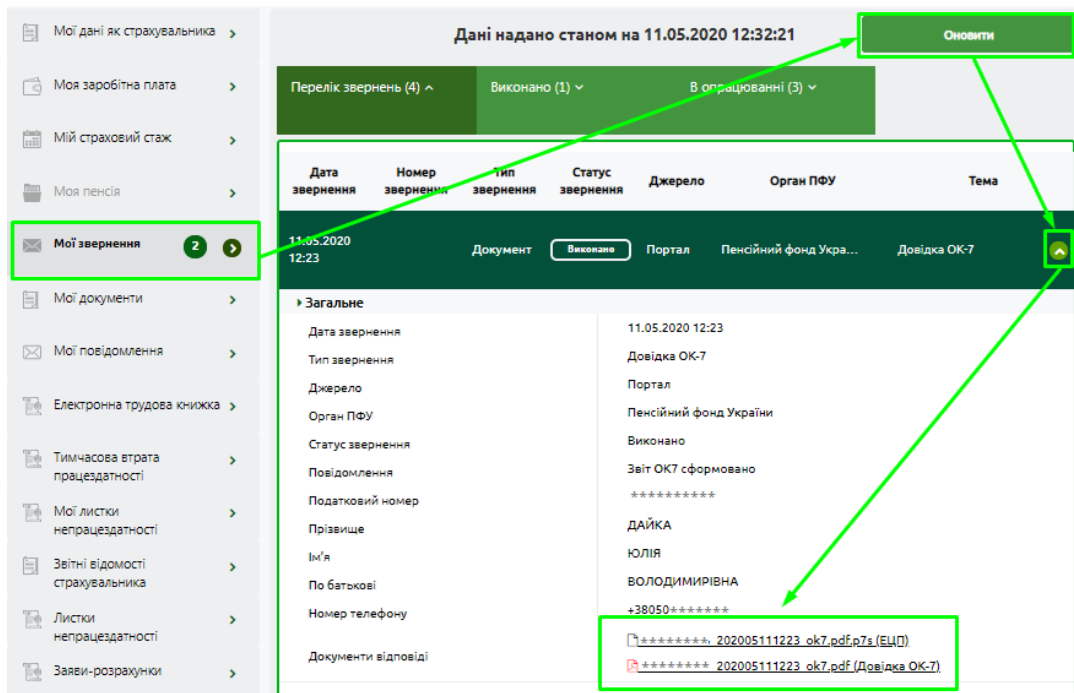 Мої дані як страхувальника
Моя заробітна плата
Мій страховий стаж
Моя пенсія
Мої звернення 2
Мої документи
Мої повідомлення
Електронна трудова книжка
Тимчасова втрата
працездатності
Мої листки
непрацездатності
Звітні відомості
страхувальника
Листки
непрацездатності
Заяви-розрахунки
Дані надано станом на 11.05.2020 12:32:21
Оновити
Перелік звернень (4) Виконано (1) В опрацюванні (3)
Дата Номер Тип Статус
звернення звернення звернення звернення Джерело Орган ПФУ Тема
11.05.2020
12:23 Документ Виконано Портал Пенсійний фонд Укра... Довідка ОК-7
Загальне
Дата звернення 11.05.2020 12:23
Тип звернення Довідка ОК-7
Джерело Портал
Орган ПФУ Пенсійний фонд України
Статус звернення Виконано
Повідомлення Звіт ОК7 сформовано
Податковий номер **********
Прізвище ДАЙКА
Ім'я ЮЛІЯ
По батькові ВОЛОДИМИРІВНА
Номер телефону +38050*******
Документи відповіді
********, 202005111223_ok7.pdf.p7s (ЕЦП)
********_202005111223_ok7.pdf (Довідка ОК-7)